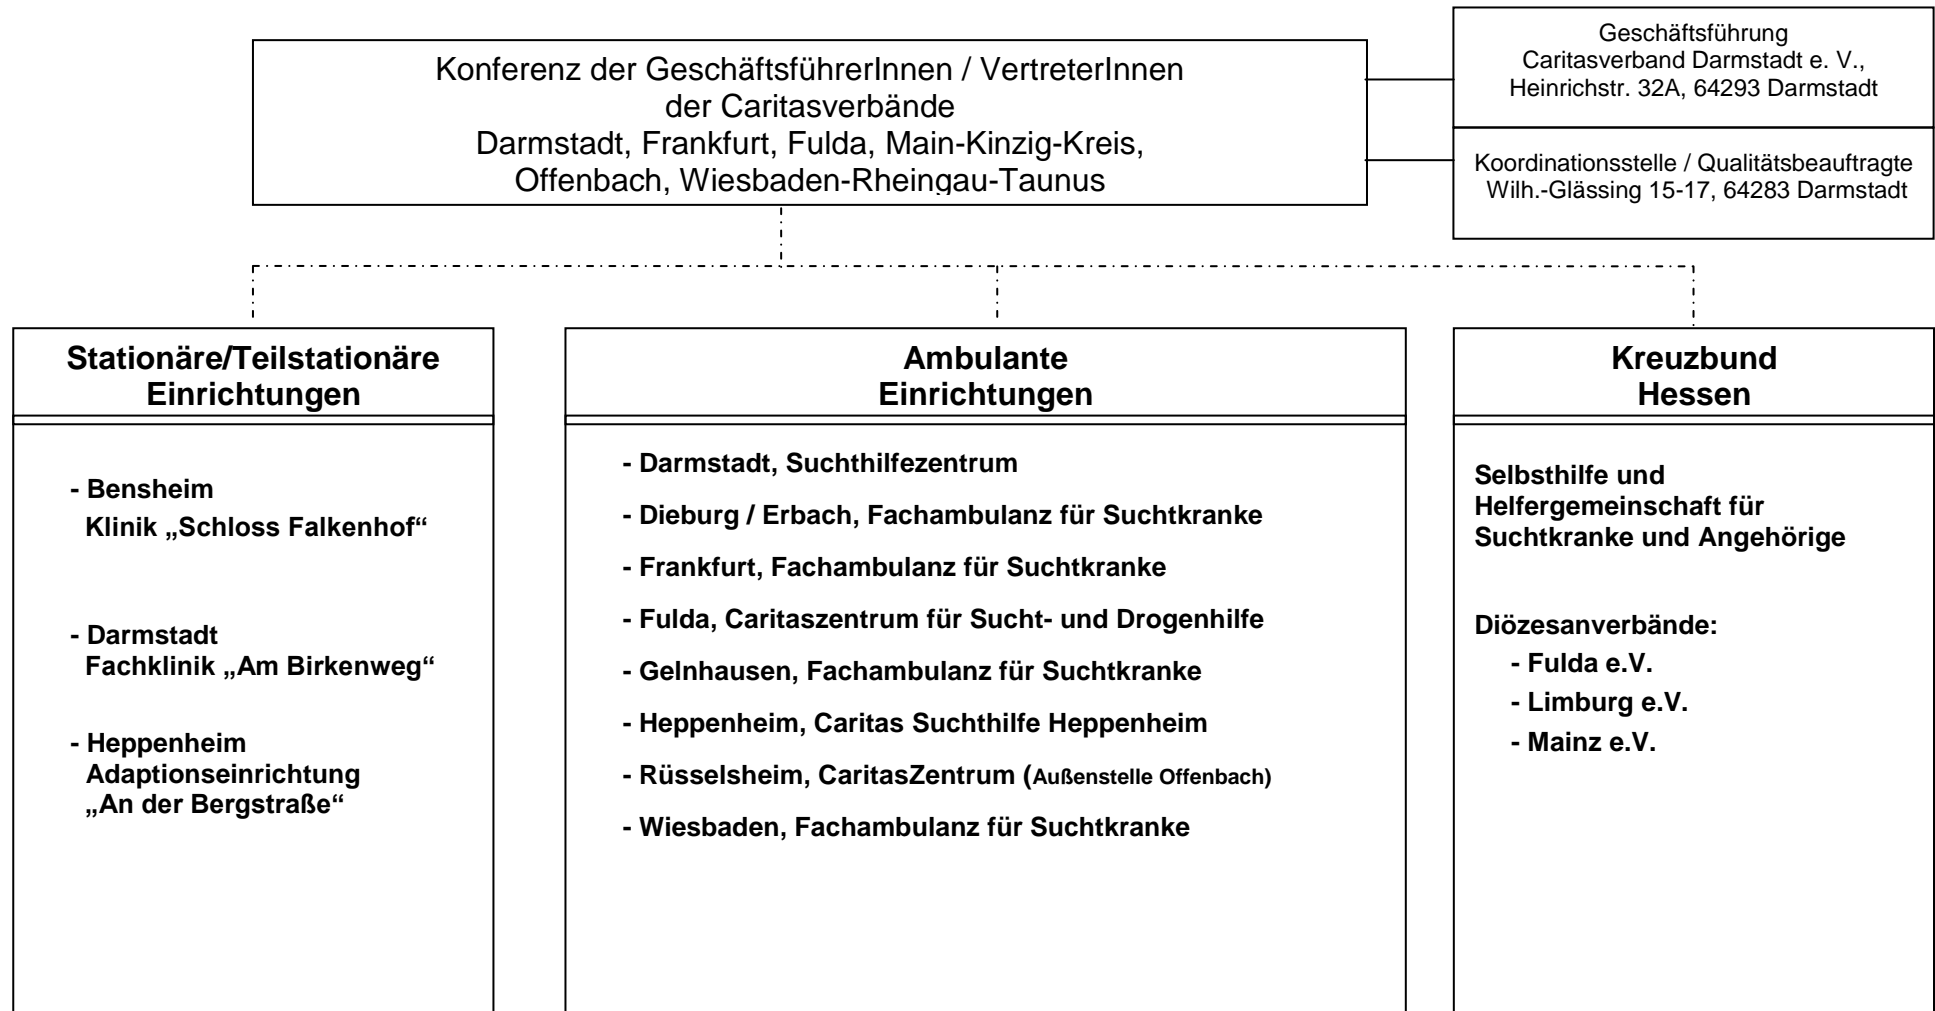 Konferenz der GeschäftsführerInnen / VertreterInnen
der Caritasverbände
Darmstadt, Frankfurt, Fulda, Main-Kinzig-Kreis,
Offenbach, Wiesbaden-Rheingau-Taunus
Geschäftsführung
Caritasverband Darmstadt e. V.,
Heinrichstr. 32A, 64293 Darmstadt
Koordinationsstelle / Qualitätsbeauftragte
Wilh.-Glässing 15-17, 64283 Darmstadt
Stationäre/Teilstationäre
Einrichtungen
- Bensheim
Klinik „Schloss Falkenhof“
- Darmstadt
Fachklinik „Am Birkenweg“
- Heppenheim
Adaptionseinrichtung
„An der Bergstraße“
Ambulante
Einrichtungen
- Darmstadt, Suchthilfezentrum
- Dieburg / Erbach, Fachambulanz für Suchtkranke
- Frankfurt, Fachambulanz für Suchtkranke
- Fulda, Caritaszentrum für Sucht- und Drogenhilfe
- Gelnhausen, Fachambulanz für Suchtkranke
- Heppenheim, Caritas Suchthilfe Heppenheim
- Rüsselsheim, CaritasZentrum (Außenstelle Offenbach)
- Wiesbaden, Fachambulanz für Suchtkranke
Kreuzbund
Hessen
Selbsthilfe und
Helfergemeinschaft für
Suchtkranke und Angehörige
Diözesanverbände:
- Fulda e.V.
- Limburg e.V.
- Mainz e.V.